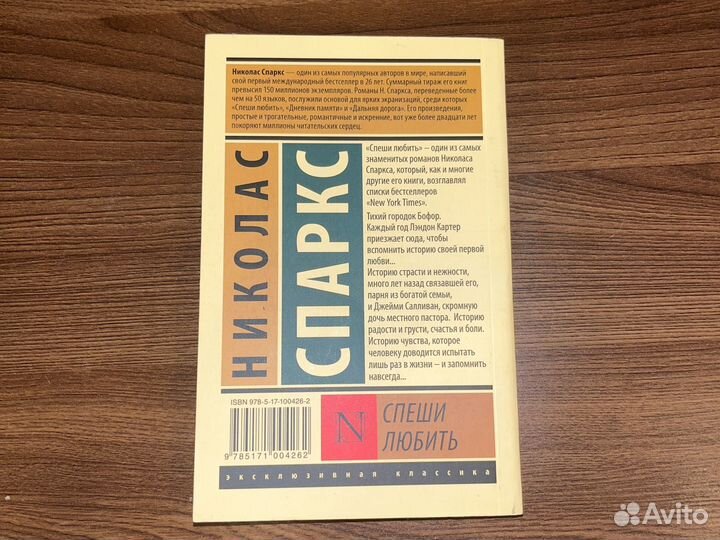 Николас Спаркс — один из самых популярных авторов в мире, написавший
свой первый международный бестселлер в 26 лет. Суммарный тираж его книг
превысил 150 миллионов экземпляров. Романы Н. Спаркса, переведенные более
чем на 50 языков, послужили основой для ярких экранизаций, среди которых
«Спеши любить», «Дневник памяти» и «Дальняя дорога». Его произведения,
простые и трогательные, романтичные и искренние, вот уже более двадцати лет
покоряют миллионы читательских сердец.
НИКОЛАС
СПАРКС
«Спеши любить» – один из самых
знаменитых романов Николаса
Спаркса, который, как и многие
другие его книги, возглавлял
списки бестселлеров
«New York Times».
Тихий городок Бофор.
Каждый год Лэндон Картер
приезжает сюда, чтобы
вспомнить историю своей первой
любви...
Историю страсти и нежности,
много лет назад связавшей его,
парня из богатой семьи,
и Джейми Салливан, скромную
дочь местного пастора. Историю
радости и грусти, счастья и боли.
Историю чувства, которое
человеку доводится испытать
лишь раз в жизни – и запомнить
навсегда...
ISBN 978-5-17-100426-2
9 785171 004262
N
СПЕШИ
ЛЮБИТЬ
эксклюзивная классика
Avito